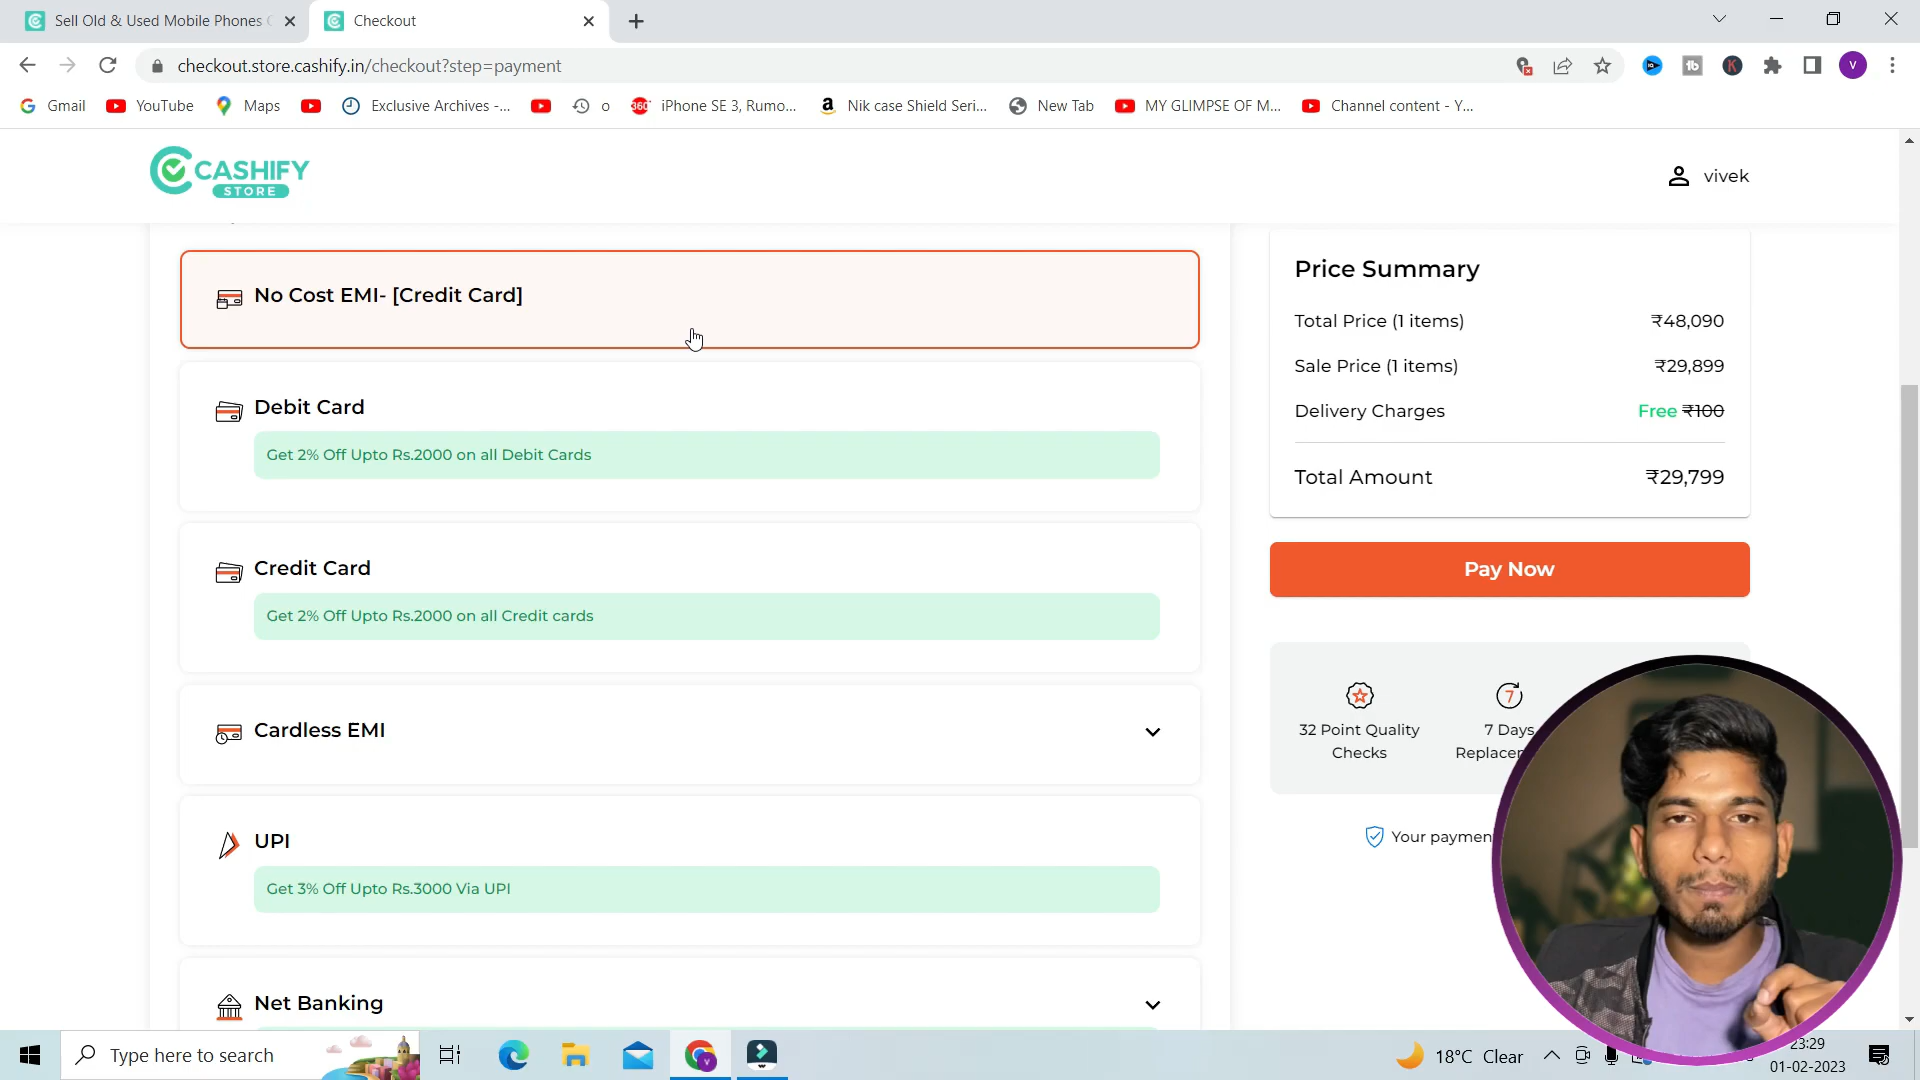 Sell Old & Used Mobile Phones
Checkout
checkout.store.cashify.in/checkout?step=payment
Gmail
YouTube
Maps
Exclusive Archives -...
o
iPhone SE 3, Rumo...
Nik case Shield Seri...
New Tab
MY GLIMPSE OF M...
Channel content - Y...
CASHIFY
STORE
vivek
No Cost EMI- [Credit Card]
Debit Card
Get 2% Off Upto Rs.2000 on all Debit Cards
Credit Card
Get 2% Off Upto Rs.2000 on all Credit cards
Cardless EMI
UPI
Get 3% Off Upto Rs.3000 Via UPI
Net Banking
Price Summary
Total Price (1 items) ₹48,090
Sale Price (1 items) ₹29,899
Delivery Charges Free ₹100
Total Amount ₹29,799
Pay Now
32 Point Quality
Checks
7
7 Days
Your
Type here to search
18°C Clear
23:29
01-02-2023